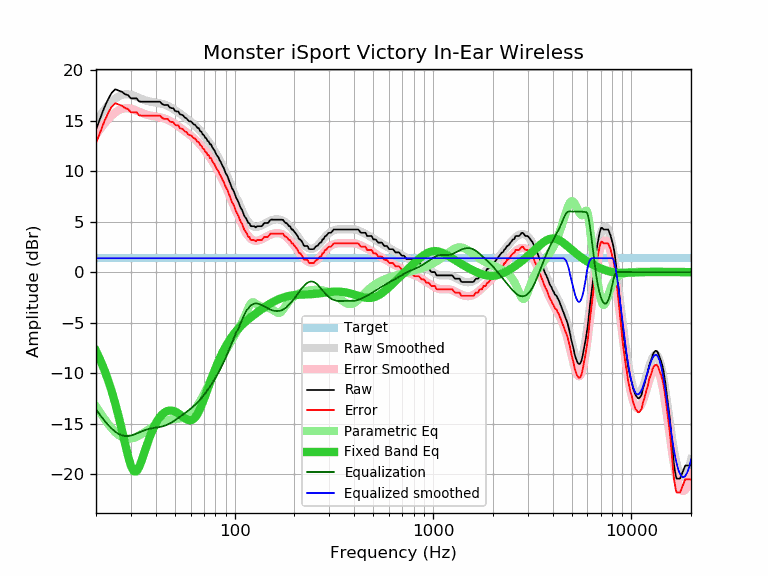 Monster iSport Victory In-Ear Wireless
20
15
10
5
0
−5
−10
−15
−20
Amplitude (dBr)
Target
Raw Smoothed
Error Smoothed
Raw
Error
Parametric Eq
Fixed Band Eq
Equalization
Equalized smoothed
100
1000
10000
Frequency (Hz)